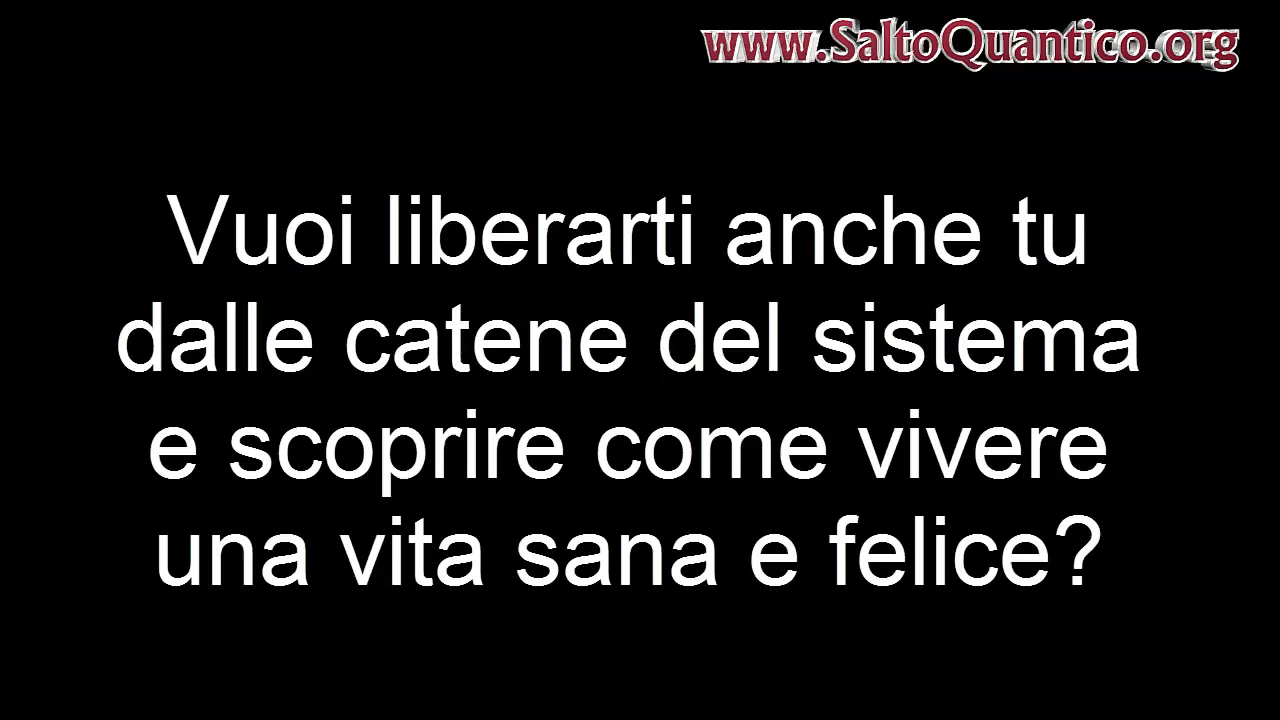 www.SaltoQuantico.org
Vuoi liberarti anche tu
dalle catene del sistema
e scoprire come vivere
una vita sana e felice?